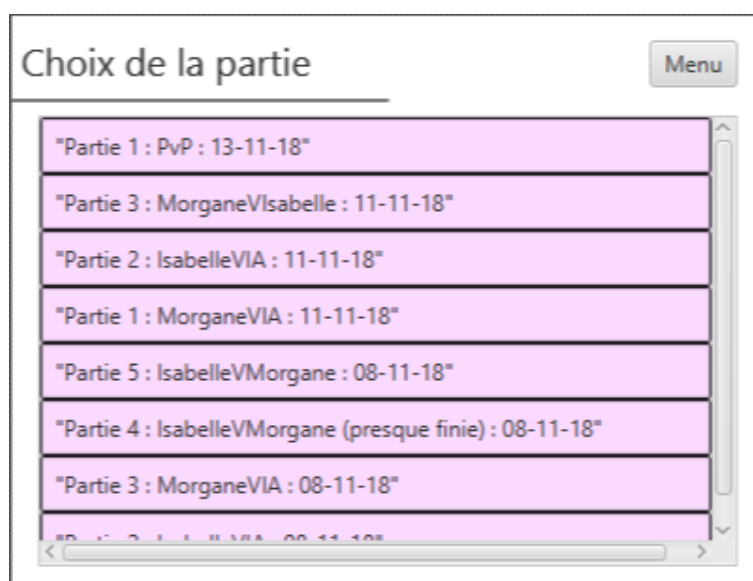 Choix de la partie
Menu
"Partie 1 : PvP : 13-11-18"
"Partie 3 : MorganeVIsabelle : 11-11-18"
"Partie 2 : IsabelleVIA : 11-11-18"
"Partie 1 : MorganeVIA : 11-11-18"
"Partie 5 : IsabelleVMorgane : 08-11-18"
"Partie 4 : IsabelleVMorgane (presque finie) : 08-11-18"
"Partie 3 : MorganeVIA : 08-11-18"